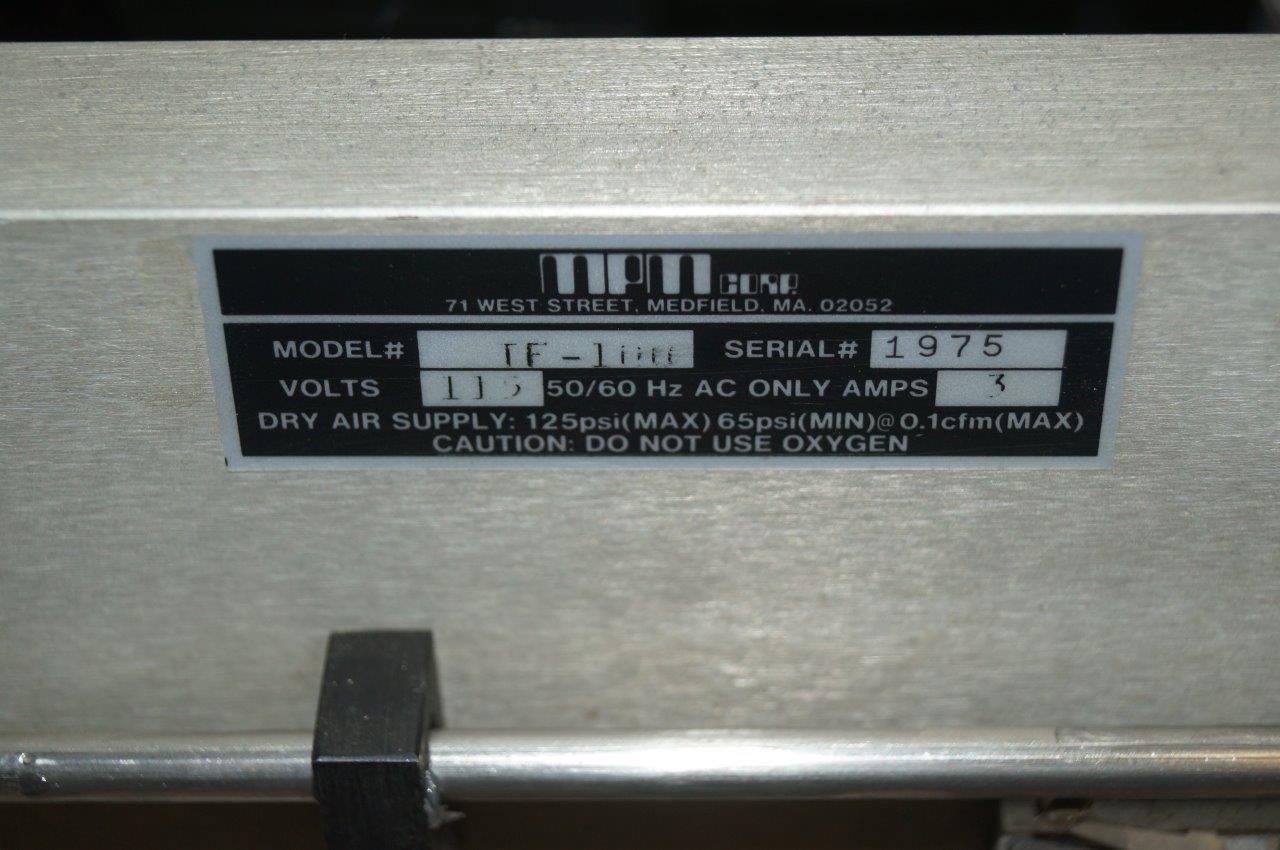 MPM CORP.
71 WEST STREET, MEDFIELD, MA. 02052
MODEL# SERIAL# 1975
VOLTS 115 50/60 Hz AC ONLY AMPS 3
DRY AIR SUPPLY: 125psi(MAX) 65psi(MIN)@0.1cfm(MAX)
CAUTION: DO NOT USE OXYGEN